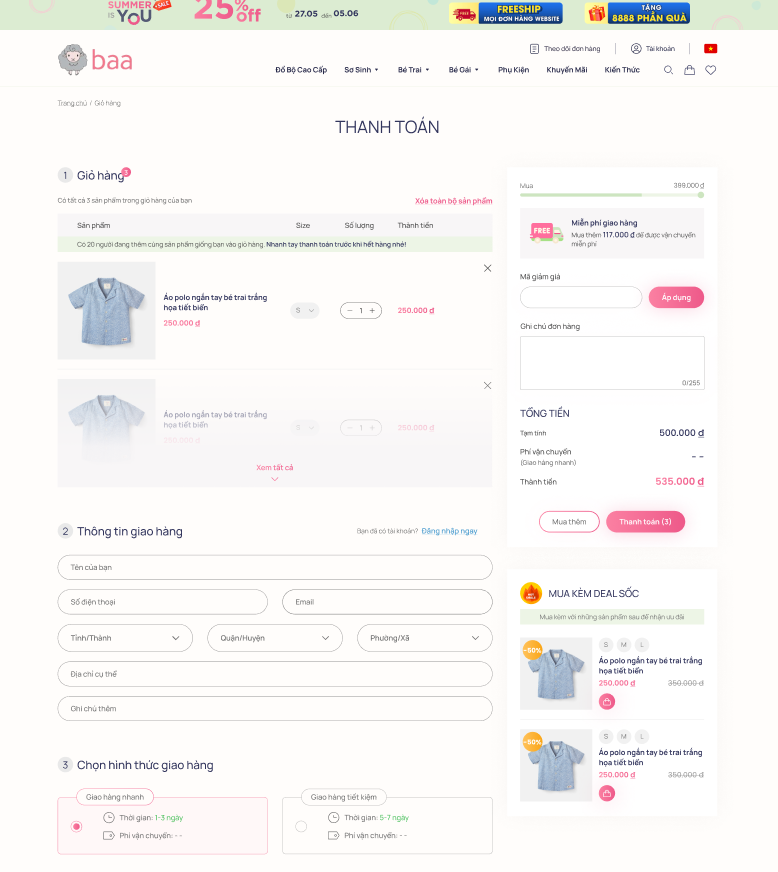 SUMMER
IS YOU
SALE
25% off
từ 27.05 đến 05.06
FREESHIP
MỌI ĐƠN HÀNG WEBSITE
TẶNG
8888 PHẦN QUÀ
baa
Theo dõi đơn hàng
Tài khoản
Đồ Bộ Cao Cấp
Sơ Sinh
Bé Trai
Bé Gái
Phụ Kiện
Khuyến Mãi
Kiến Thức
Trang chủ / Giỏ hàng
THANH TOÁN
1 Giỏ hàng 3
Có tất cả 3 sản phẩm trong giỏ hàng của bạn
Xóa toàn bộ sản phẩm
Sản phẩm Size Số lượng Thành tiền
Có 20 người đang thêm cùng sản phẩm giống bạn vào giỏ hàng. Nhanh tay thanh toán trước khi hết hàng nhé!
Áo polo ngắn tay bé trai trắng
họa tiết biển
250.000 đ
S
− 1 +
250.000 đ
Áo polo ngắn tay bé trai trắng
họa tiết biển
250.000 đ
S
− 1 +
250.000 đ
Xem tất cả
2 Thông tin giao hàng
Bạn đã có tài khoản? Đăng nhập ngay
Tên của bạn
Số điện thoại
Email
Tỉnh/Thành
Quận/Huyện
Phường/Xã
Địa chỉ cụ thể
Ghi chú thêm
3 Chọn hình thức giao hàng
Giao hàng nhanh
Thời gian: 1-3 ngày
Phí vận chuyển: - -
Giao hàng tiết kiệm
Thời gian: 5-7 ngày
Phí vận chuyển: - -
Mua
399.000 đ
FREE
Miễn phí giao hàng
Mua thêm 117.000 đ để được vận chuyển
miễn phí
Mã giảm giá
Áp dụng
Ghi chú đơn hàng
0/255
TỔNG TIỀN
Tạm tính 500.000 đ
Phí vận chuyển - -
(Giao hàng nhanh)
Thành tiền 535.000 đ
Mua thêm
Thanh toán (3)
MUA KÈM DEAL SỐC
Mua kèm với những sản phẩm sau để nhận ưu đãi
-50%
S M L
Áo polo ngắn tay bé trai trắng
họa tiết biển
250.000 đ 350.000 đ
-50%
S M L
Áo polo ngắn tay bé trai trắng
họa tiết biển
250.000 đ 350.000 đ